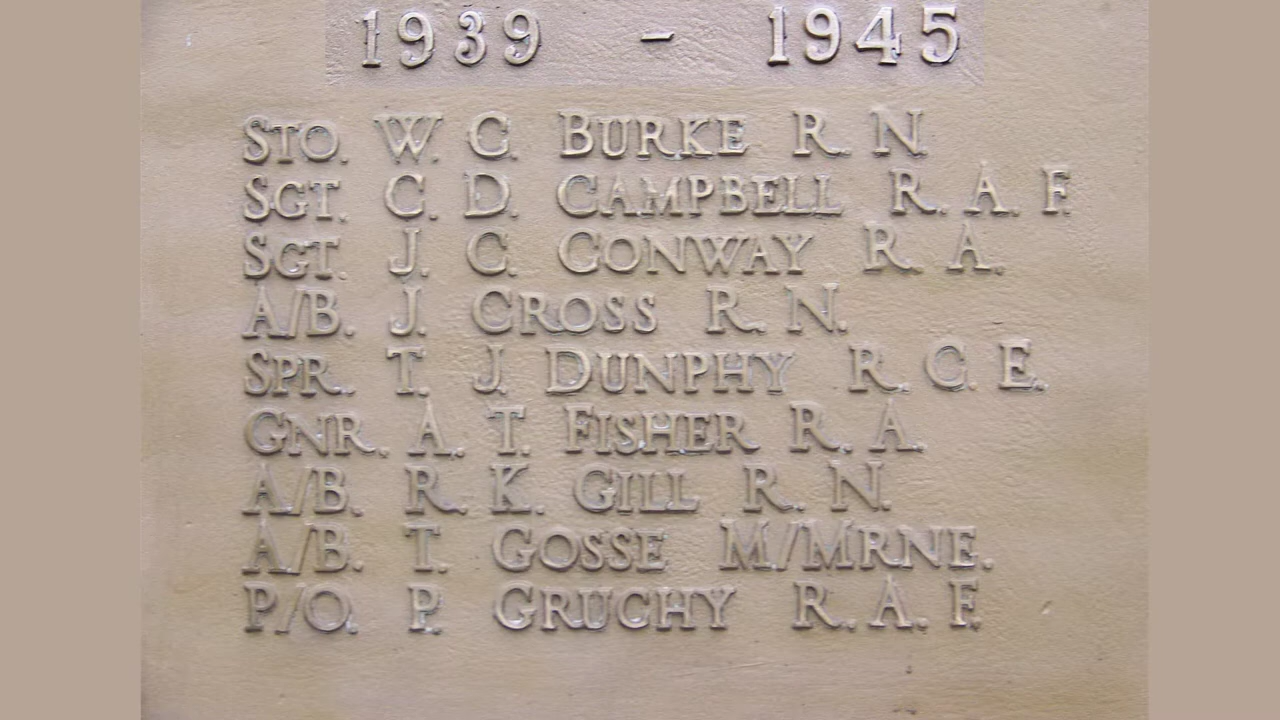 1939 - 1945
STO. W. C. BURKE R. N.
SGT. C. D. CAMPBELL R. A. F.
SGT. J. C. CONWAY R. A.
A/B. J. CROSS R. N.
SPR. T. J. DUNPHY R. C. E.
GNR. A. T. FISHER R. A.
A/B. R. K. GILL R. N.
A/B. T. GOSSE M/MRNE.
P/O. P. GRUCHY R. A. F.